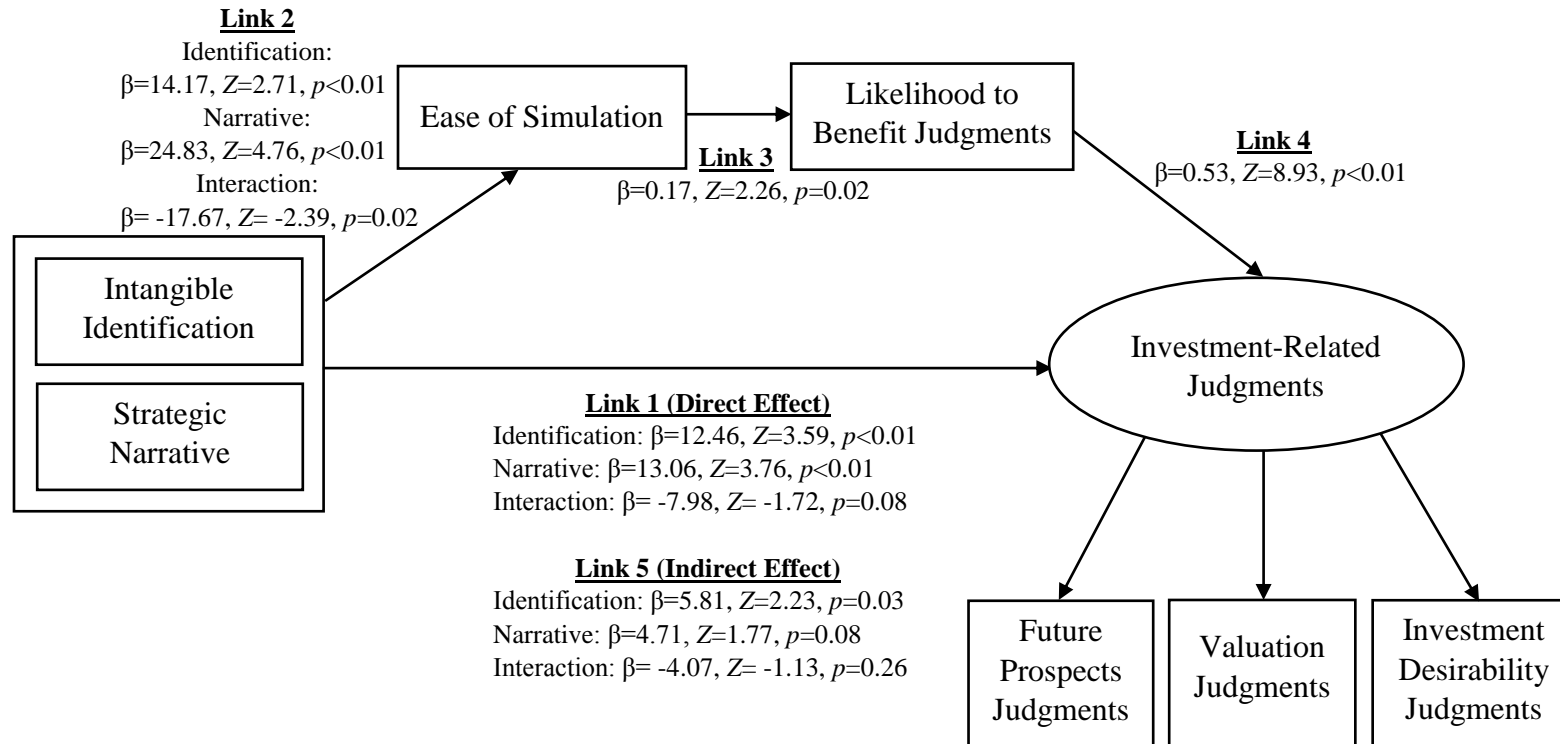 Link 2
Identification:
β=14.17, Z=2.71, p<0.01
Narrative:
β=24.83, Z=4.76, p<0.01
Interaction:
β= -17.67, Z= -2.39, p=0.02
Ease of Simulation
Likelihood to
Benefit Judgments
Link 3
β=0.17, Z=2.26, p=0.02
Link 4
β=0.53, Z=8.93, p<0.01
Intangible
Identification
Strategic
Narrative
Investment-Related
Judgments
Link 1 (Direct Effect)
Identification: β=12.46, Z=3.59, p<0.01
Narrative: β=13.06, Z=3.76, p<0.01
Interaction: β= -7.98, Z= -1.72, p=0.08
Link 5 (Indirect Effect)
Identification: β=5.81, Z=2.23, p=0.03
Narrative: β=4.71, Z=1.77, p=0.08
Interaction: β= -4.07, Z= -1.13, p=0.26
Future
Prospects
Judgments
Valuation
Judgments
Investment
Desirability
Judgments